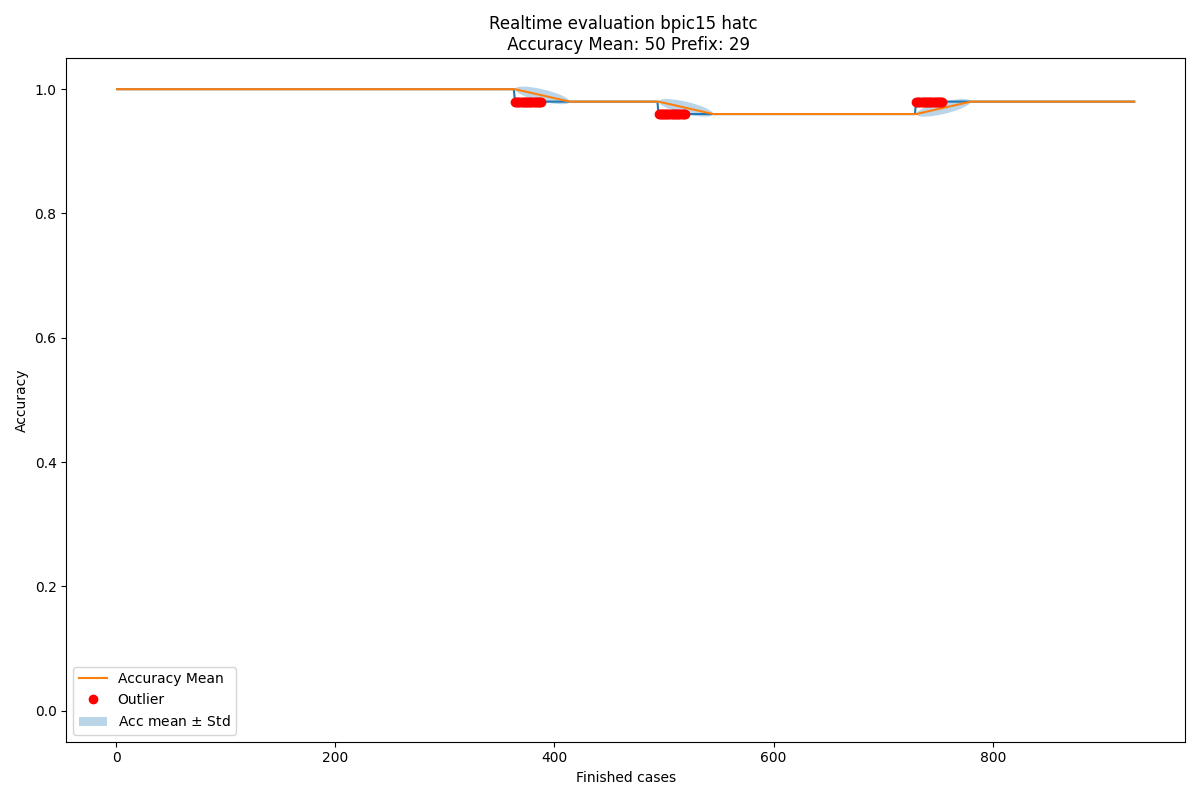 Realtime evaluation bpic15 hatc
Accuracy Mean: 50 Prefix: 29
1.0
0.8
0.6
0.4
0.2
0.0
Accuracy
Accuracy Mean
Outlier
Acc mean ± Std
0
200
400
600
800
Finished cases